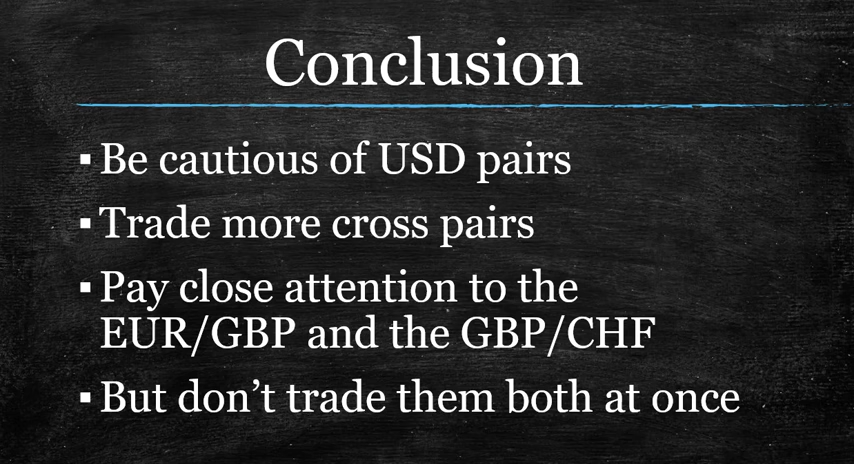 Conclusion
▪ Be cautious of USD pairs
▪ Trade more cross pairs
▪ Pay close attention to the
EUR/GBP and the GBP/CHF
▪ But don’t trade them both at once